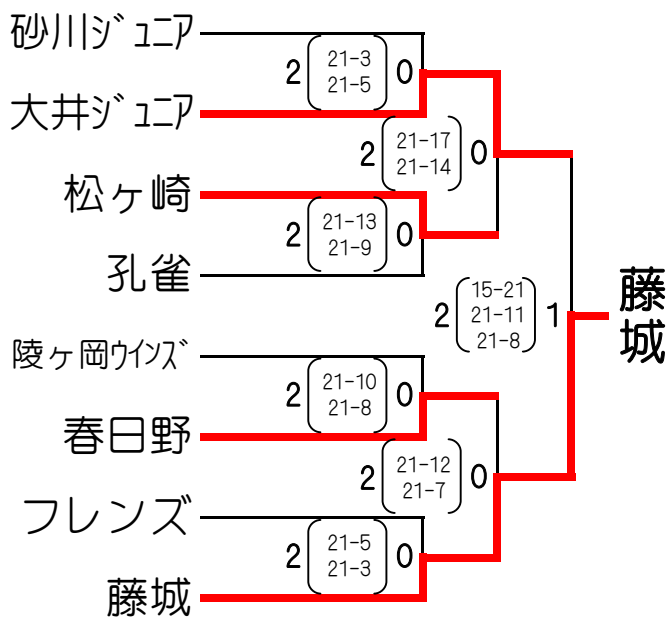 砂川ｼﾞｭﾆｱ
2 21-3 0
21-5
大井ｼﾞｭﾆｱ
2 21-17 0
21-14
松ヶ崎
2 21-13 0
21-9
孔雀
2 15-21 1
21-11
21-8
藤城
陵ヶ岡ｳｲﾝｽﾞ
2 21-10 0
21-8
春日野
2 21-12 0
21-7
フレンズ
2 21-5 0
21-3
藤城